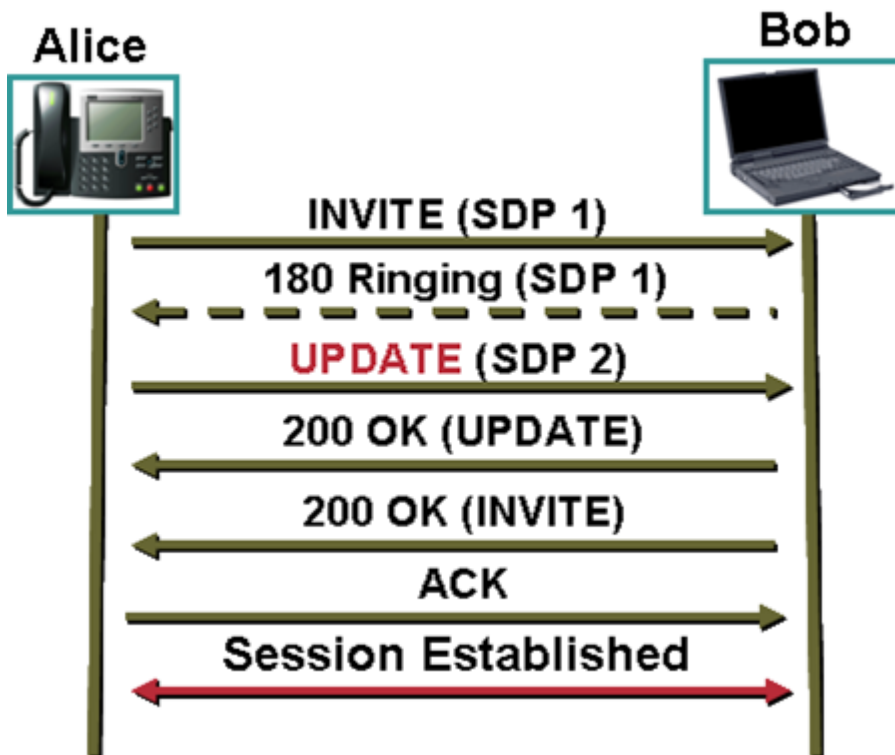 Alice
Bob
INVITE (SDP 1)
180 Ringing (SDP 1)
UPDATE (SDP 2)
200 OK (UPDATE)
200 OK (INVITE)
ACK
Session Established